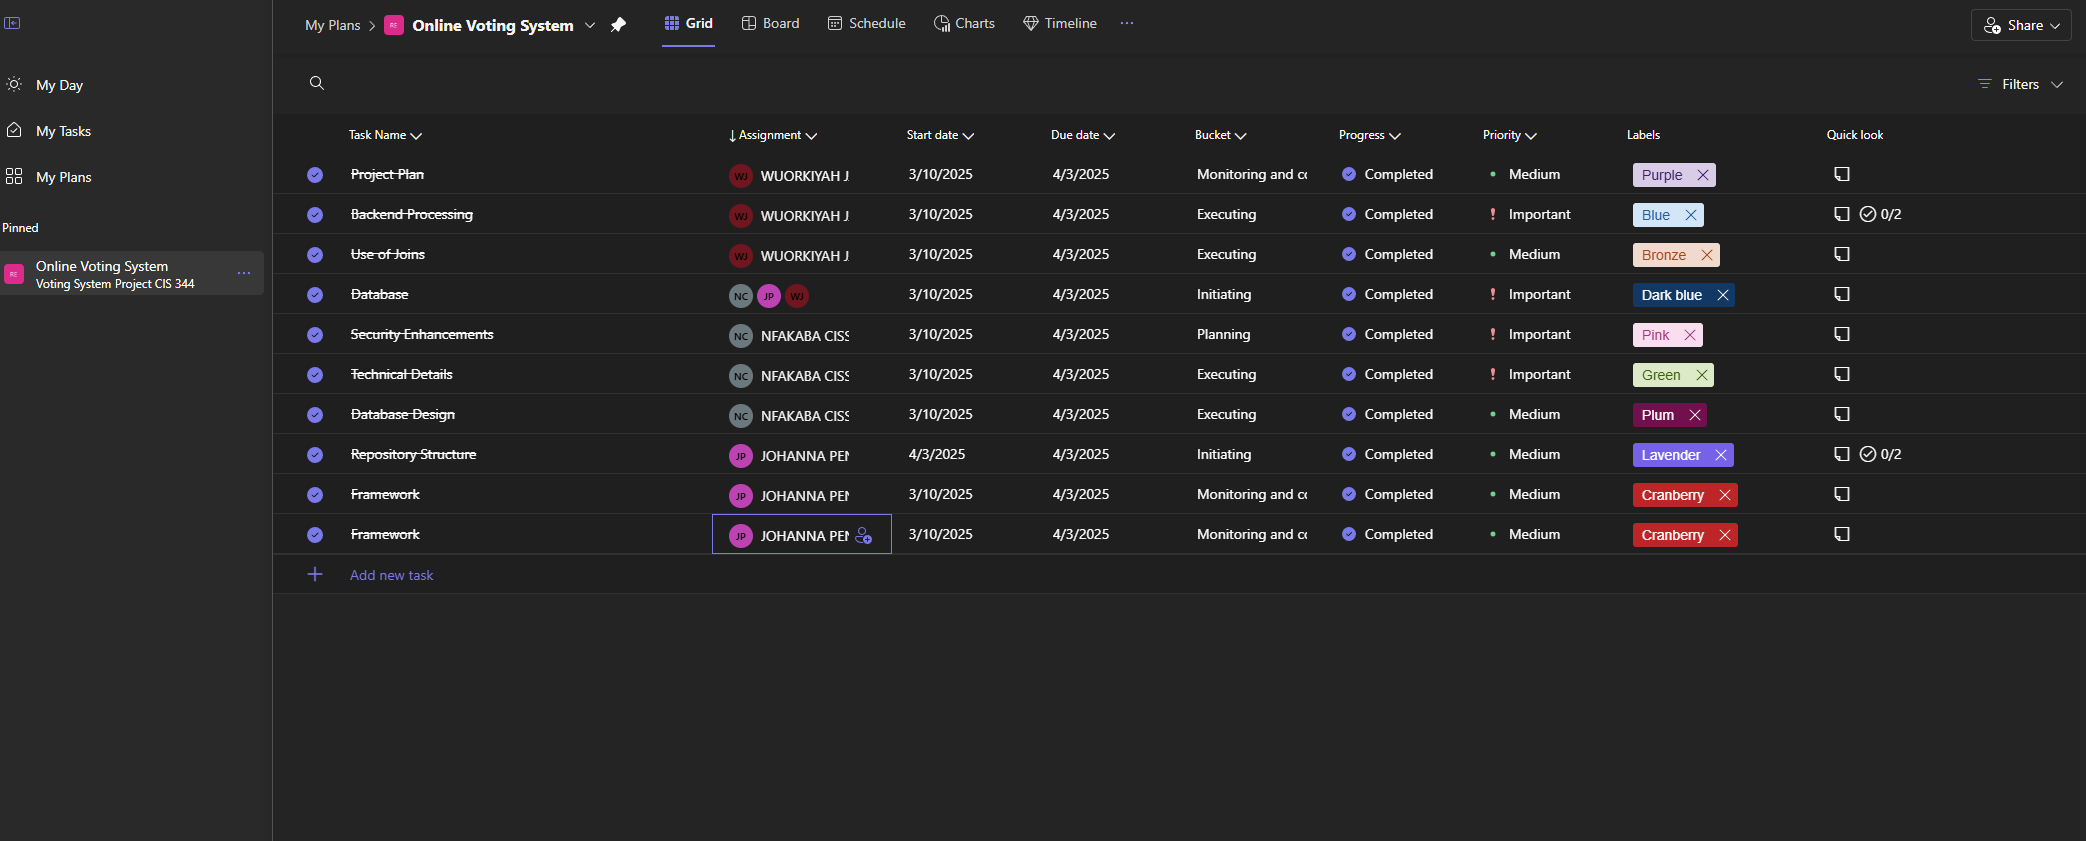 My Plans > RE Online Voting System
Grid Board Schedule Charts Timeline ...
Share
My Day
My Tasks
My Plans
Pinned
RE Online Voting System ...
Voting System Project CIS 344
Filters
Task Name ↓ Assignment Start date Due date Bucket Progress Priority Labels Quick look
Project Plan WJ WUORKIYAH J. 3/10/2025 4/3/2025 Monitoring and cc Completed Medium Purple
Backend Processing WJ WUORKIYAH J. 3/10/2025 4/3/2025 Executing Completed Important Blue 0/2
Use of Joins WJ WUORKIYAH J. 3/10/2025 4/3/2025 Executing Completed Medium Bronze
Database NC JP WJ 3/10/2025 4/3/2025 Initiating Completed Important Dark blue
Security Enhancements NC NFAKABA CISS 3/10/2025 4/3/2025 Planning Completed Important Pink
Technical Details NC NFAKABA CISS 3/10/2025 4/3/2025 Executing Completed Important Green
Database Design NC NFAKABA CISS 3/10/2025 4/3/2025 Executing Completed Medium Plum
Repository Structure JP JOHANNA PEN 4/3/2025 4/3/2025 Initiating Completed Medium Lavender 0/2
Framework JP JOHANNA PEN 3/10/2025 4/3/2025 Monitoring and cc Completed Medium Cranberry
Framework JP JOHANNA PEN 3/10/2025 4/3/2025 Monitoring and cc Completed Medium Cranberry
+ Add new task